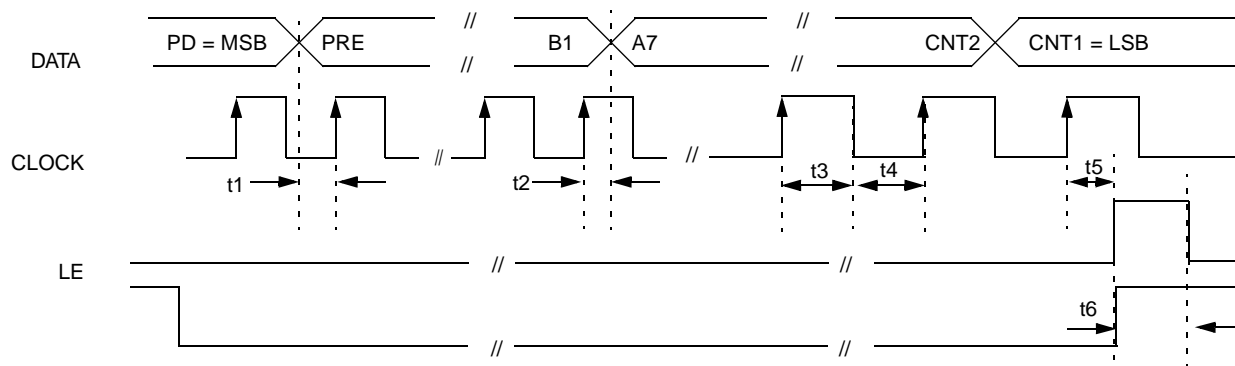 PD = MSB PRE // B1 A7 // CNT2 CNT1 = LSB
DATA
// //
CLOCK // //
t1 t2 t3 t4 t5
LE // //
t6
// //